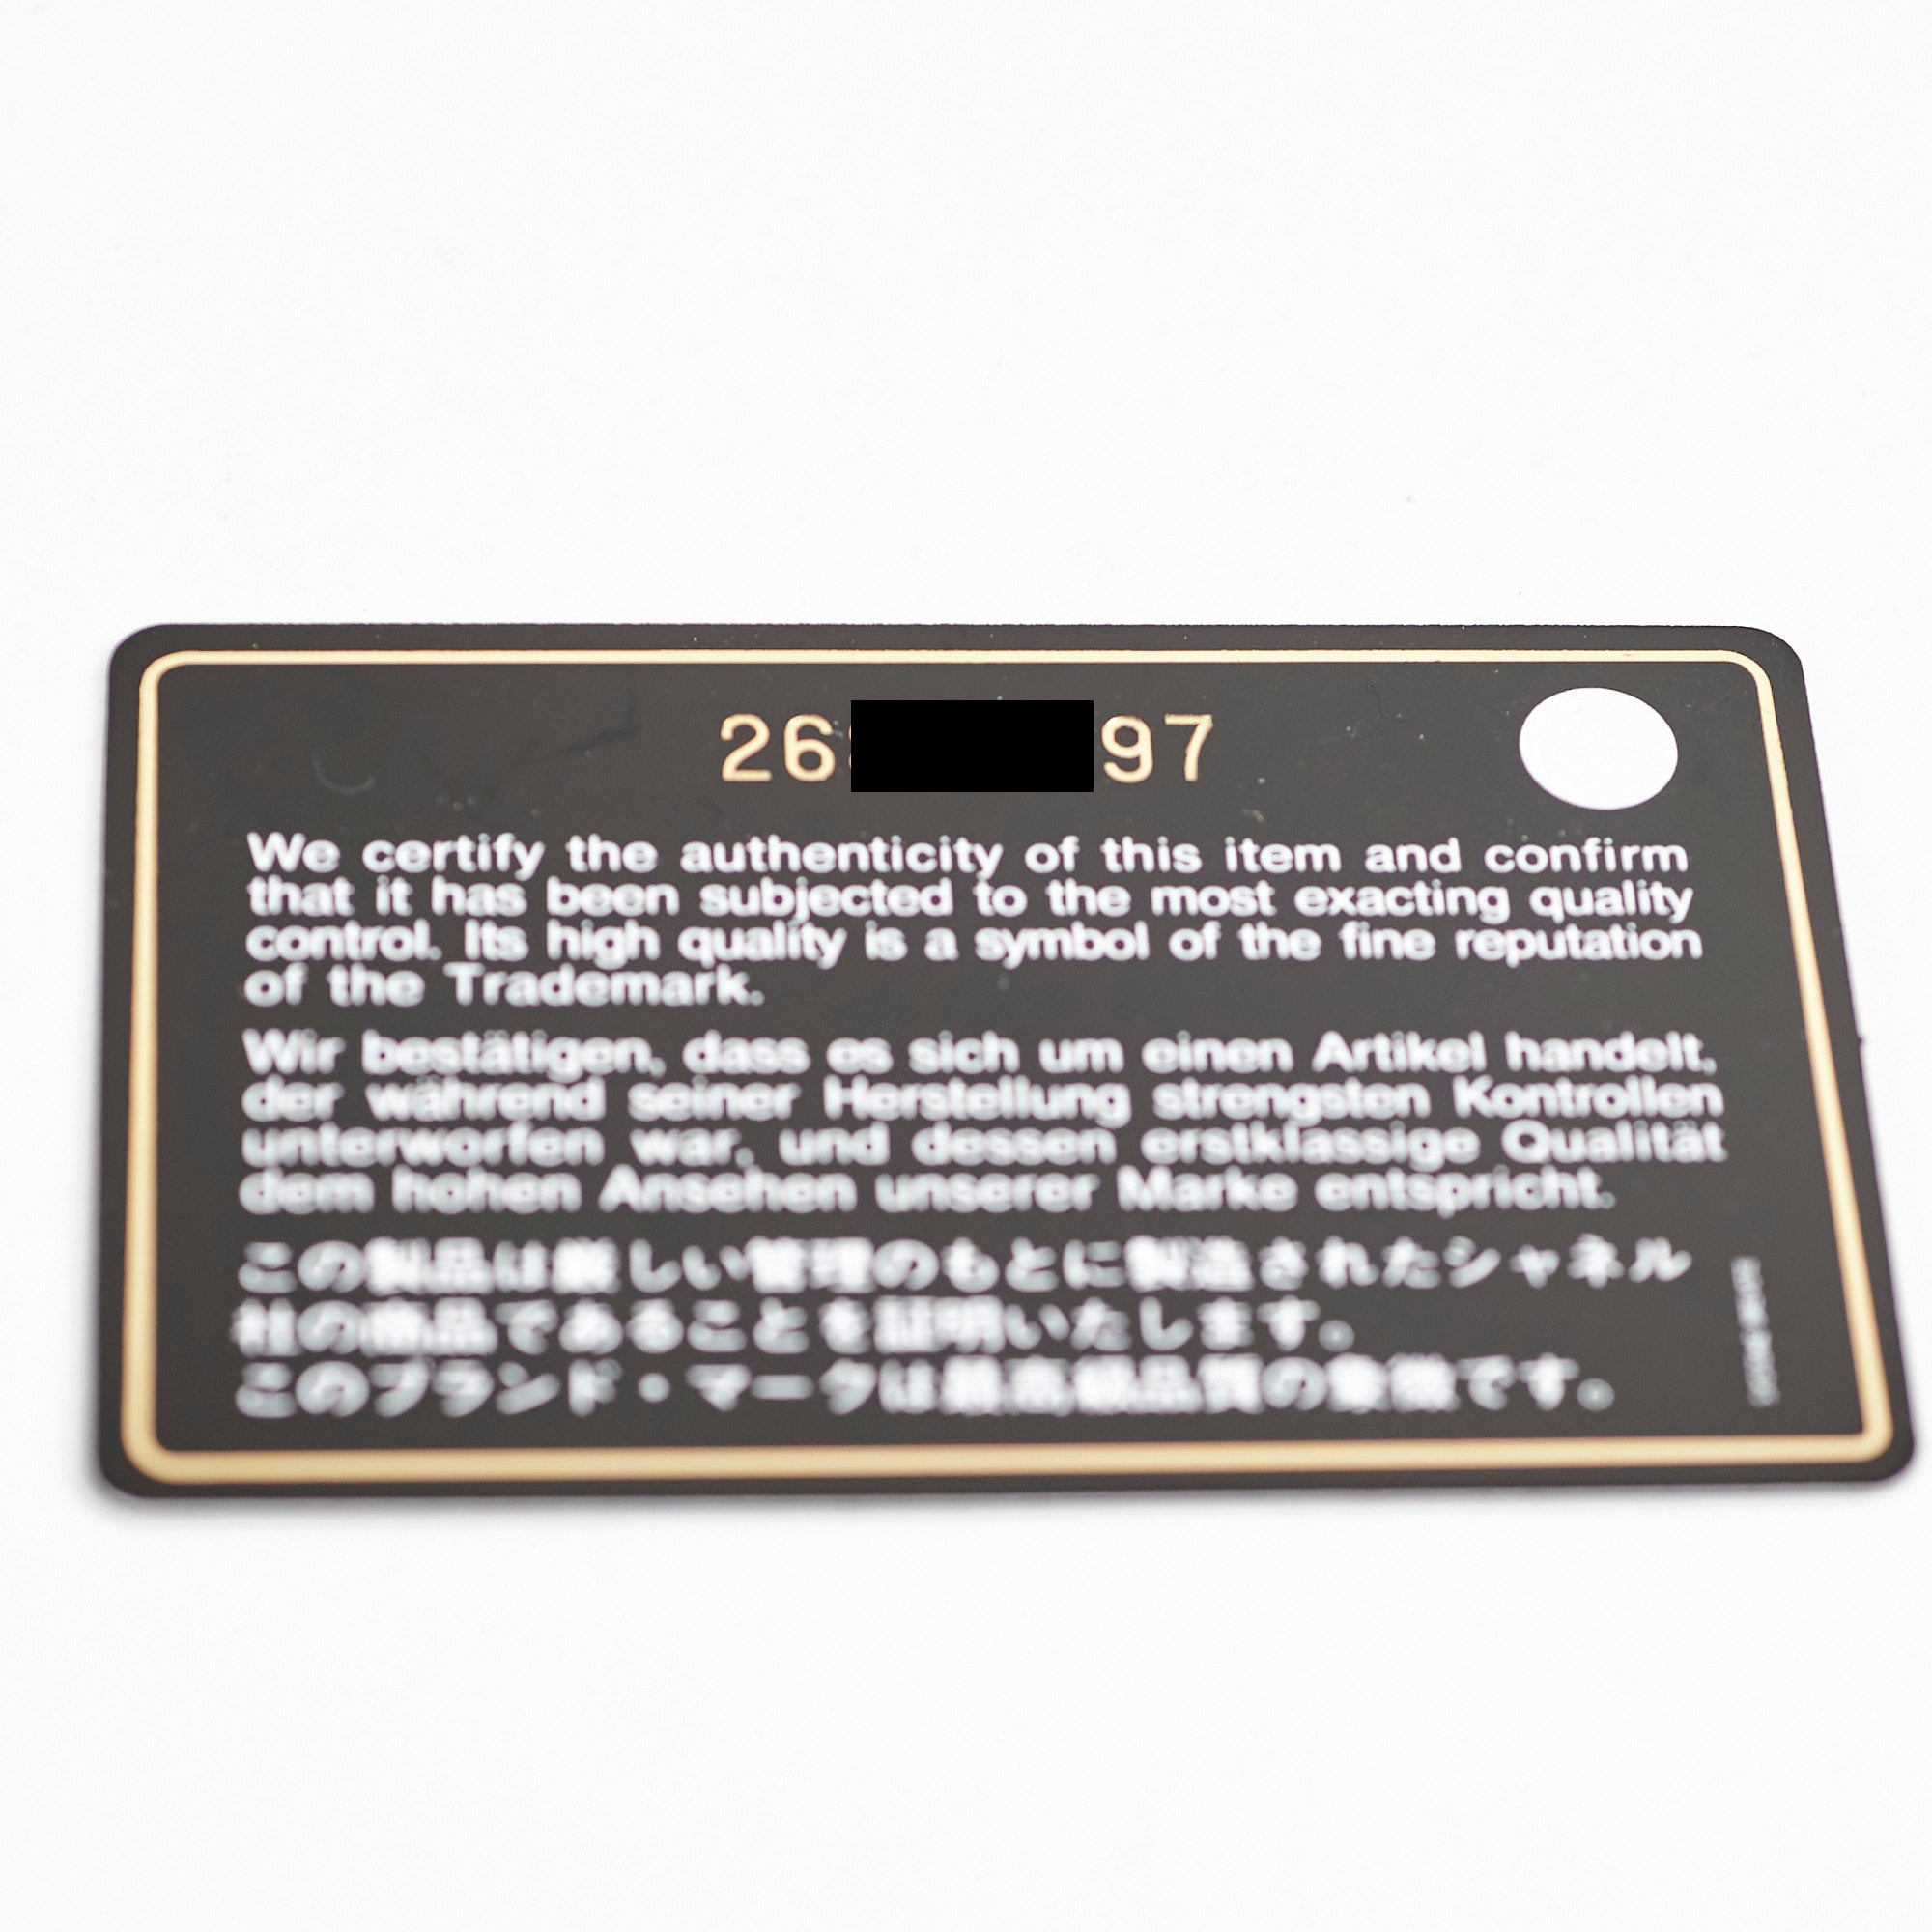 26 97
We certify the authenticity of this item and confirm
that it has been subjected to the most exacting quality
control. Its high quality is a symbol of the fine reputation
of the Trademark.
Wir bestätigen, dass es sich um einen Artikel handelt,
der während seiner Herstellung strengsten Kontrollen
unterworfen war, und dessen erstklassige Qualität
dem hohen Ansehen unserer Marke entspricht.
この製品は厳しい管理のもとに製造されたシャネル
社の商品であることを証明いたします。
このブランド・マークは最高級品質の象徴です。